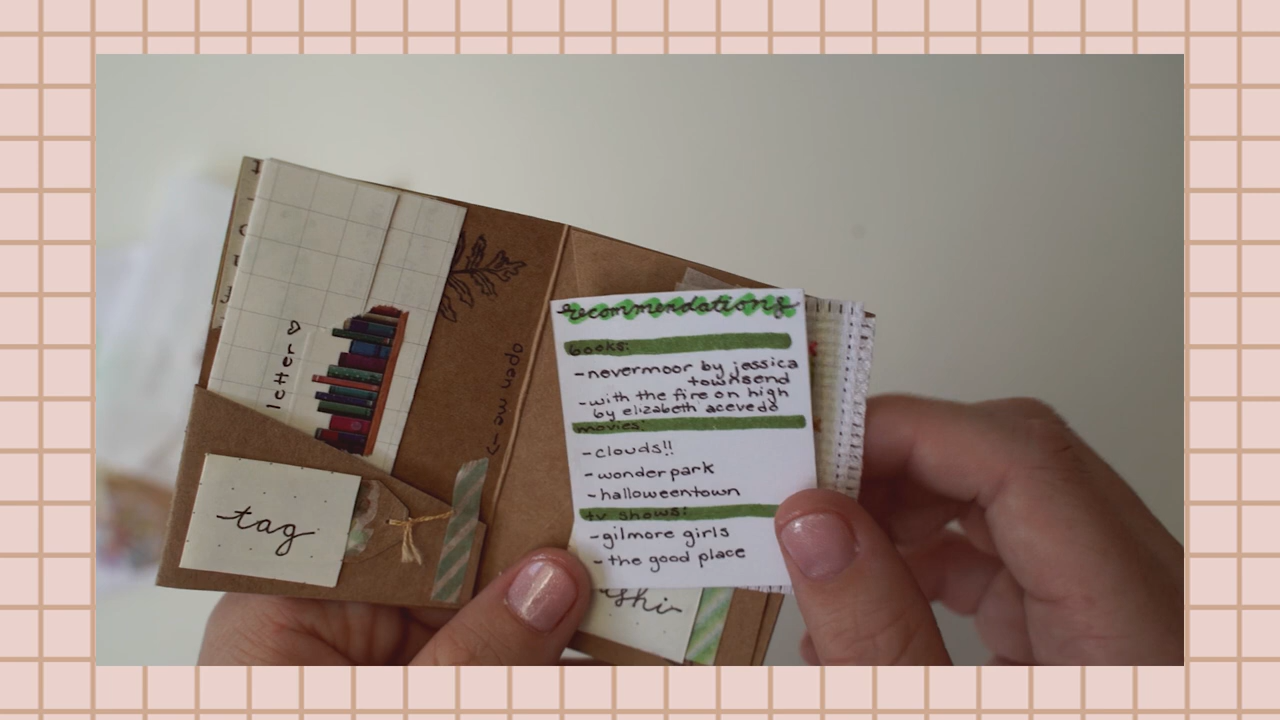 letter ♡
tag
open me ->
recommendations
books:
- nevermoor by jessica
townsend
- with the fire on high
by elizabeth acevedo
movies:
- clouds!!
- wonder park
- halloweentown
tv shows:
- gilmore girls
- the good place